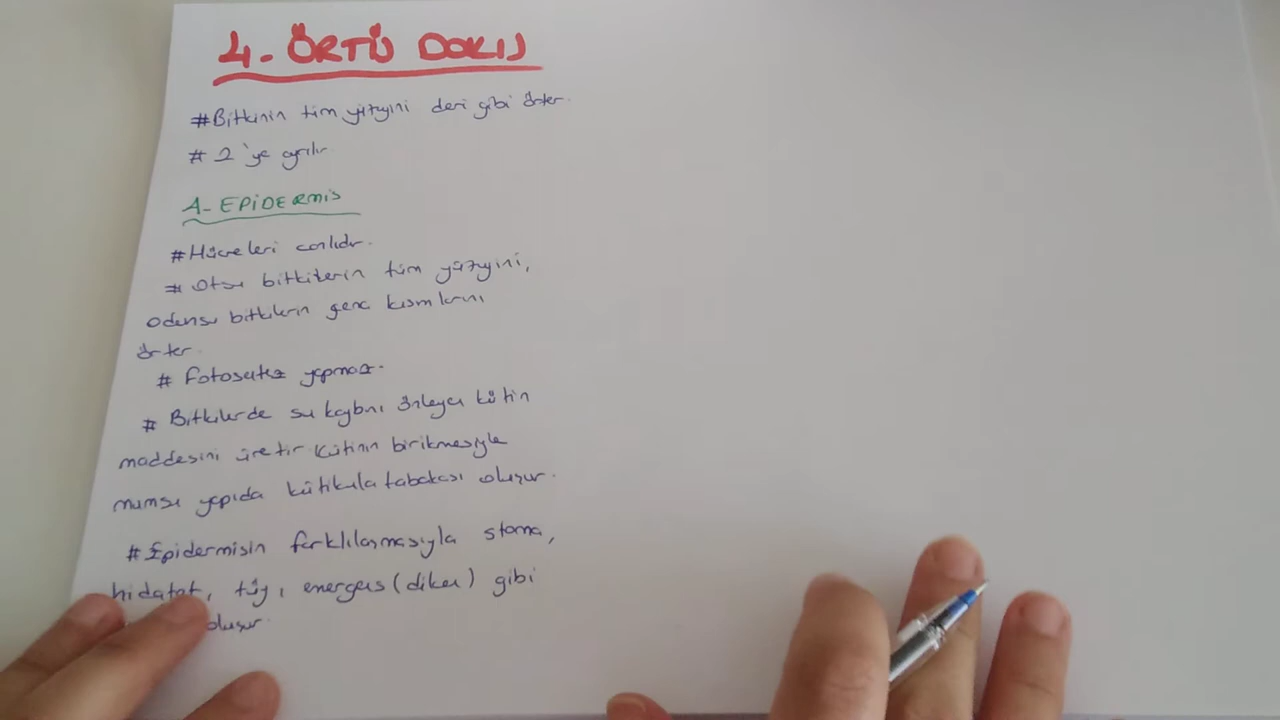 4. ÖRTÜ DOKU
#Bitkinin tüm yüzeyini deri gibi örter.
# 2'ye ayrılır
A- EPİDERMİS
#Hücreleri canlıdır.
# Otsu bitkilerin tüm yüzeyini,
odunsu bitkilerin genç kısımlarını
örter.
# Fotosentez yapmaz.
# Bitkilerde su kaybını önleyen kütin
maddesini üretir. Kütinin birikmesiyle
mumsu yapıda kütikula tabakası oluşur.
# Epidermisin farklılaşmasıyla stoma,
hidatot, tüy, emergens (diken) gibi
oluşur.